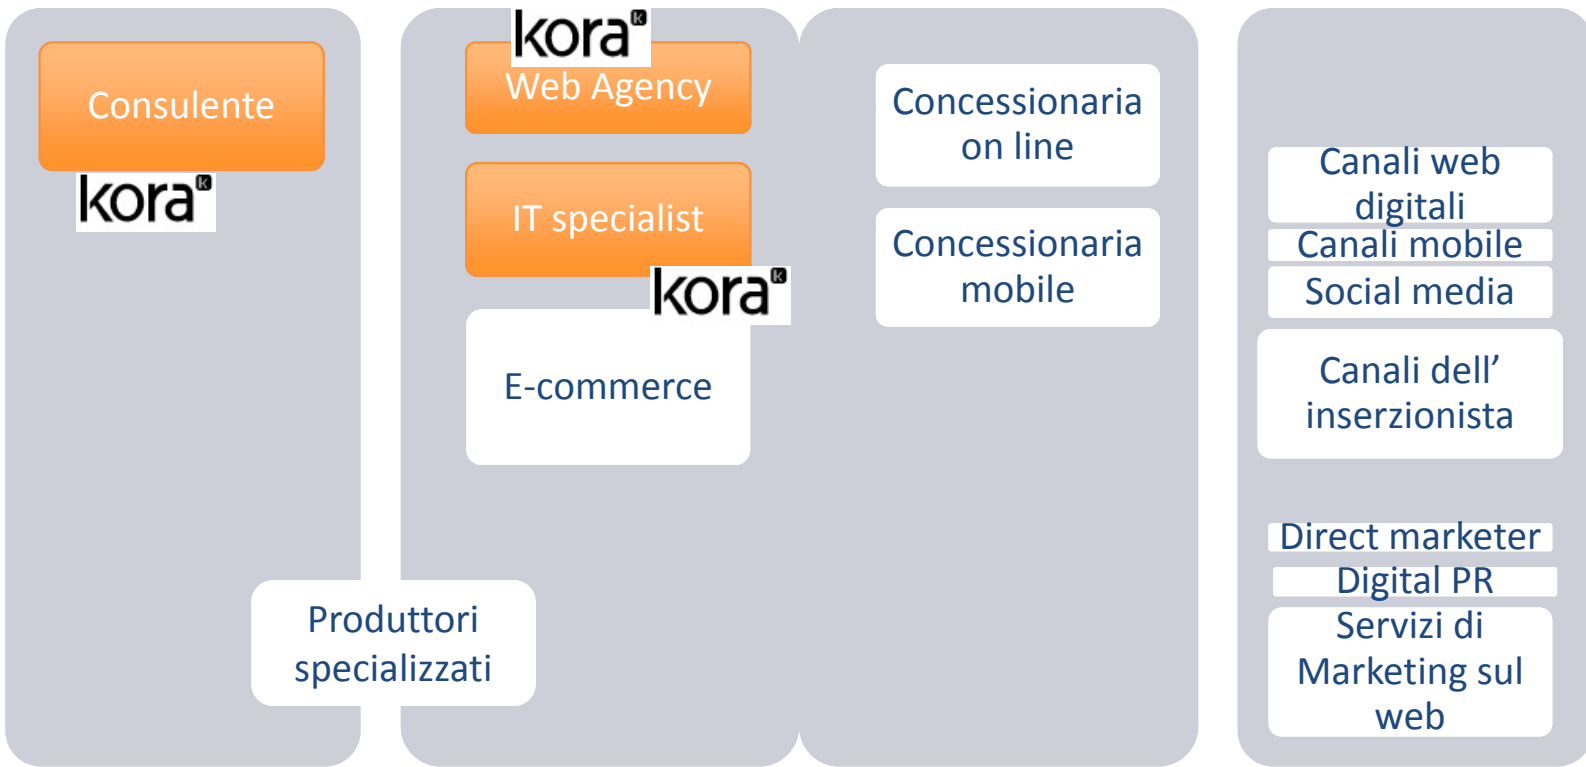 Consulente
kora k
kora k
Web Agency
IT specialist
kora k
E-commerce
Produttori
specializzati
Concessionaria
on line
Concessionaria
mobile
Canali web
digitali
Canali mobile
Social media
Canali dell’
inserzionista
Direct marketer
Digital PR
Servizi di
Marketing sul
web